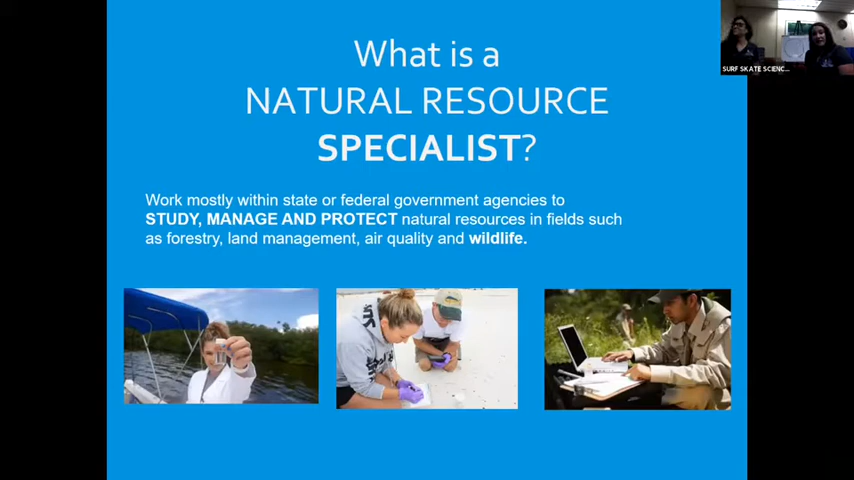 What is a
NATURAL RESOURCE
SPECIALIST?
Work mostly within state or federal government agencies to
STUDY, MANAGE AND PROTECT natural resources in fields such
as forestry, land management, air quality and wildlife.
SURF SKATE SCIENC...